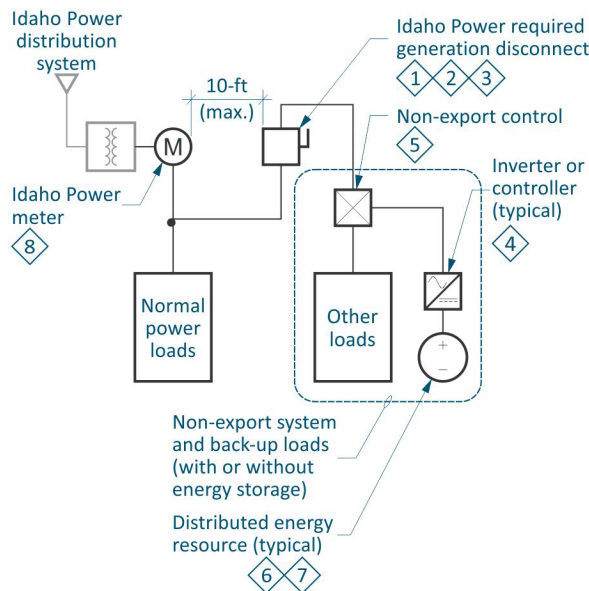 Idaho Power
distribution
system
10-ft
(max.)
Idaho Power required
generation disconnect
1 2 3
Non-export control
5
M
Inverter or
controller
(typical)
4
Idaho Power
meter
8
Normal
power
loads
Other
loads
+
−
Non-export system
and back-up loads
(with or without
energy storage)
Distributed energy
resource (typical)
6 7